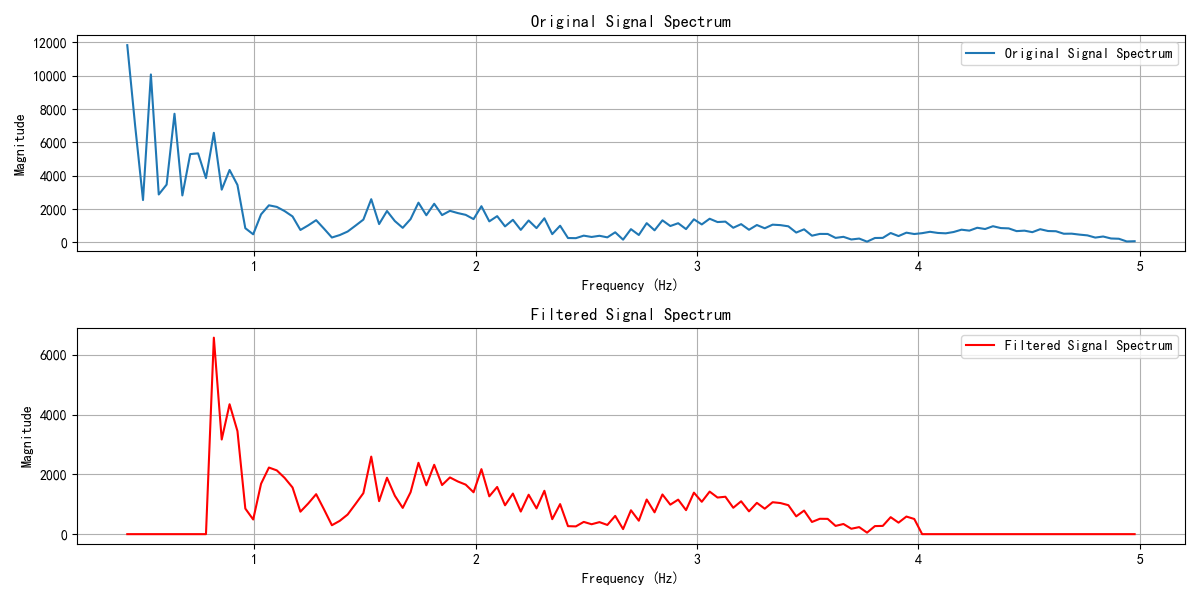 Original Signal Spectrum
Original Signal Spectrum
12000
10000
8000
6000
4000
2000
0
Magnitude
1 2 3 4 5
Frequency (Hz)
Filtered Signal Spectrum
Filtered Signal Spectrum
6000
4000
2000
0
Magnitude
1 2 3 4 5
Frequency (Hz)